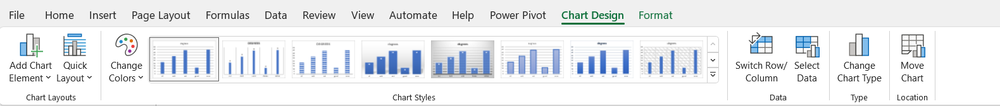 File Home Insert Page Layout Formulas Data Review View Automate Help Power Pivot Chart Design Format
Add Chart
Element
Quick
Layout
Change
Colors
Switch Row/
Column
Select
Data
Change
Chart Type
Move
Chart
Chart Layouts
Chart Styles
Data
Type
Location